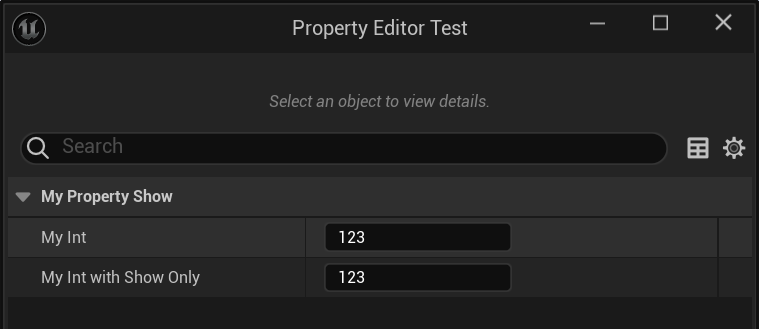 Property Editor Test
Select an object to view details.
Search
My Property Show
My Int 123
My Int with Show Only 123